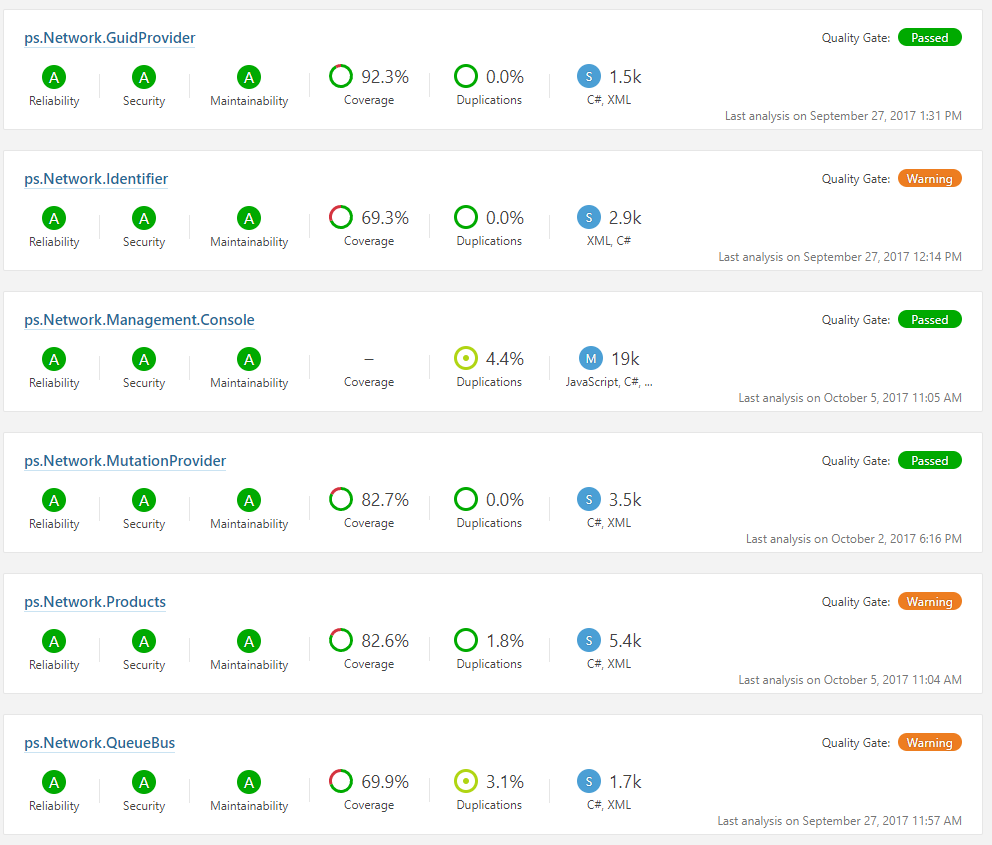 ps.Network.GuidProvider Quality Gate: Passed
A A A 92.3% 0.0% S 1.5k
Reliability Security Maintainability Coverage Duplications C#, XML
Last analysis on September 27, 2017 1:31 PM
ps.Network.Identifier Quality Gate: Warning
A A A 69.3% 0.0% S 2.9k
Reliability Security Maintainability Coverage Duplications XML, C#
Last analysis on September 27, 2017 12:14 PM
ps.Network.Management.Console Quality Gate: Passed
A A A – 4.4% M 19k
Reliability Security Maintainability Coverage Duplications JavaScript, C#, ...
Last analysis on October 5, 2017 11:05 AM
ps.Network.MutationProvider Quality Gate: Passed
A A A 82.7% 0.0% S 3.5k
Reliability Security Maintainability Coverage Duplications C#, XML
Last analysis on October 2, 2017 6:16 PM
ps.Network.Products Quality Gate: Warning
A A A 82.6% 1.8% S 5.4k
Reliability Security Maintainability Coverage Duplications C#, XML
Last analysis on October 5, 2017 11:04 AM
ps.Network.QueueBus Quality Gate: Warning
A A A 69.9% 3.1% S 1.7k
Reliability Security Maintainability Coverage Duplications C#, XML
Last analysis on September 27, 2017 11:57 AM